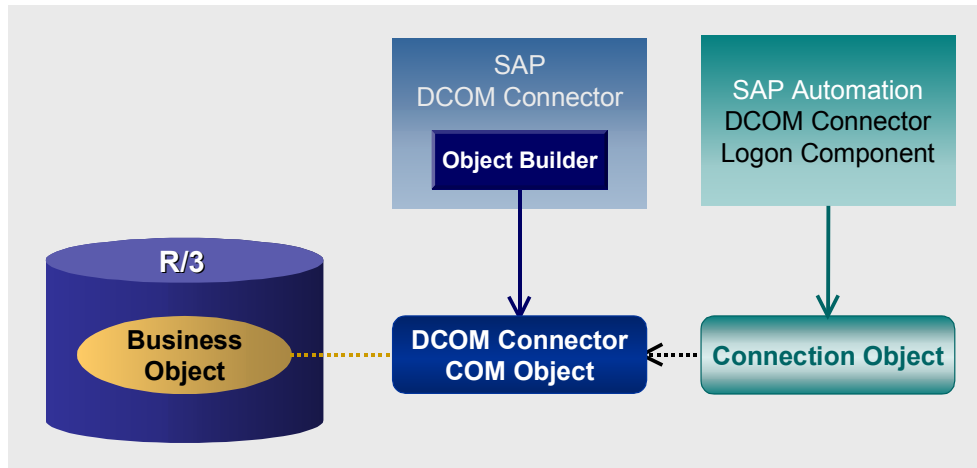 SAP
DCOM Connector
Object Builder
SAP Automation
DCOM Connector
Logon Component
R/3
Business
Object
DCOM Connector
COM Object
Connection Object